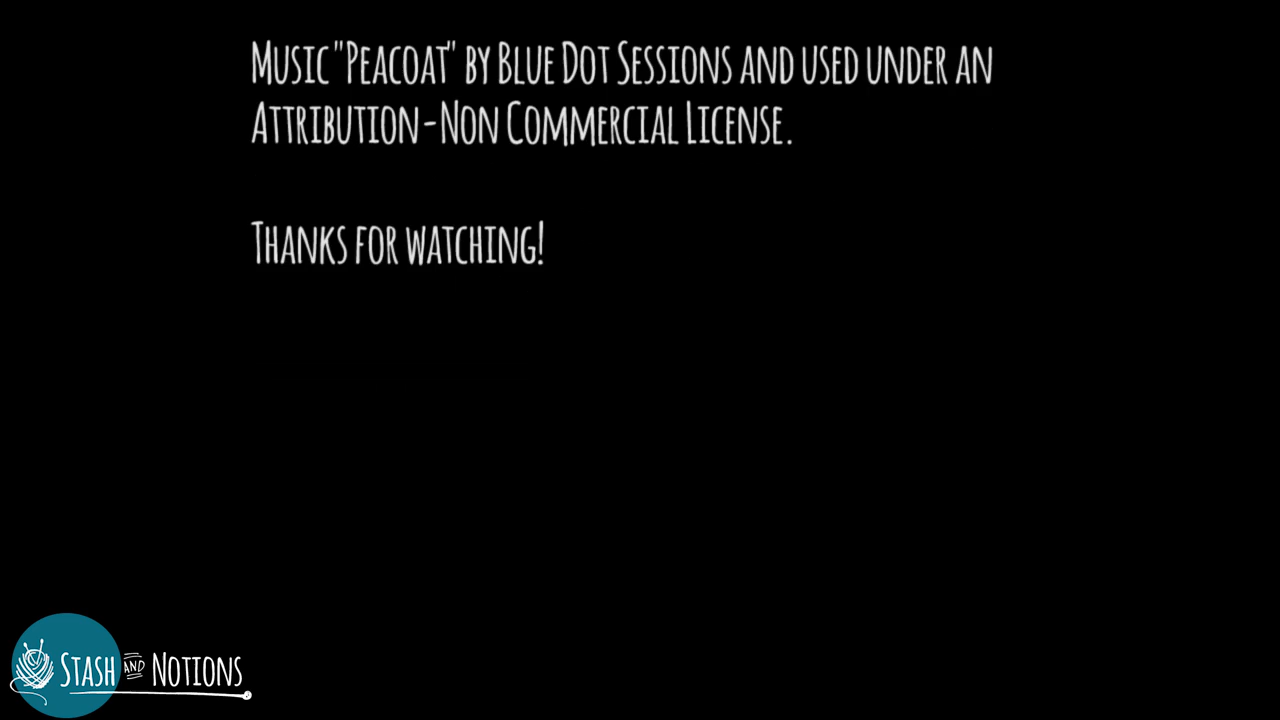 Music "Peacoat" by Blue Dot Sessions and used under an
Attribution-Non Commercial License.
Thanks for watching!
Stash and Notions